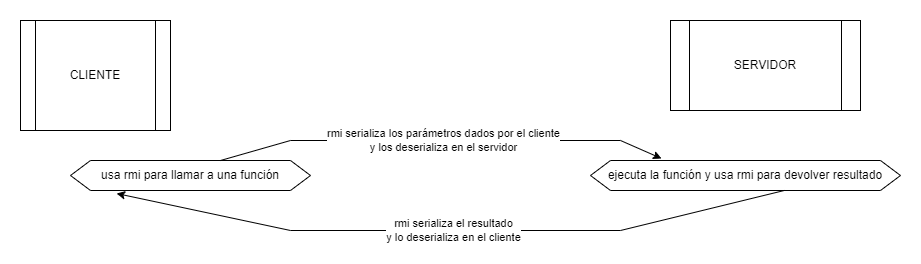 CLIENTE
SERVIDOR
rmi serializa los parámetros dados por el cliente
y los deserializa en el servidor
usa rmi para llamar a una función
ejecuta la función y usa rmi para devolver resultado
rmi serializa el resultado
y lo deserializa en el cliente